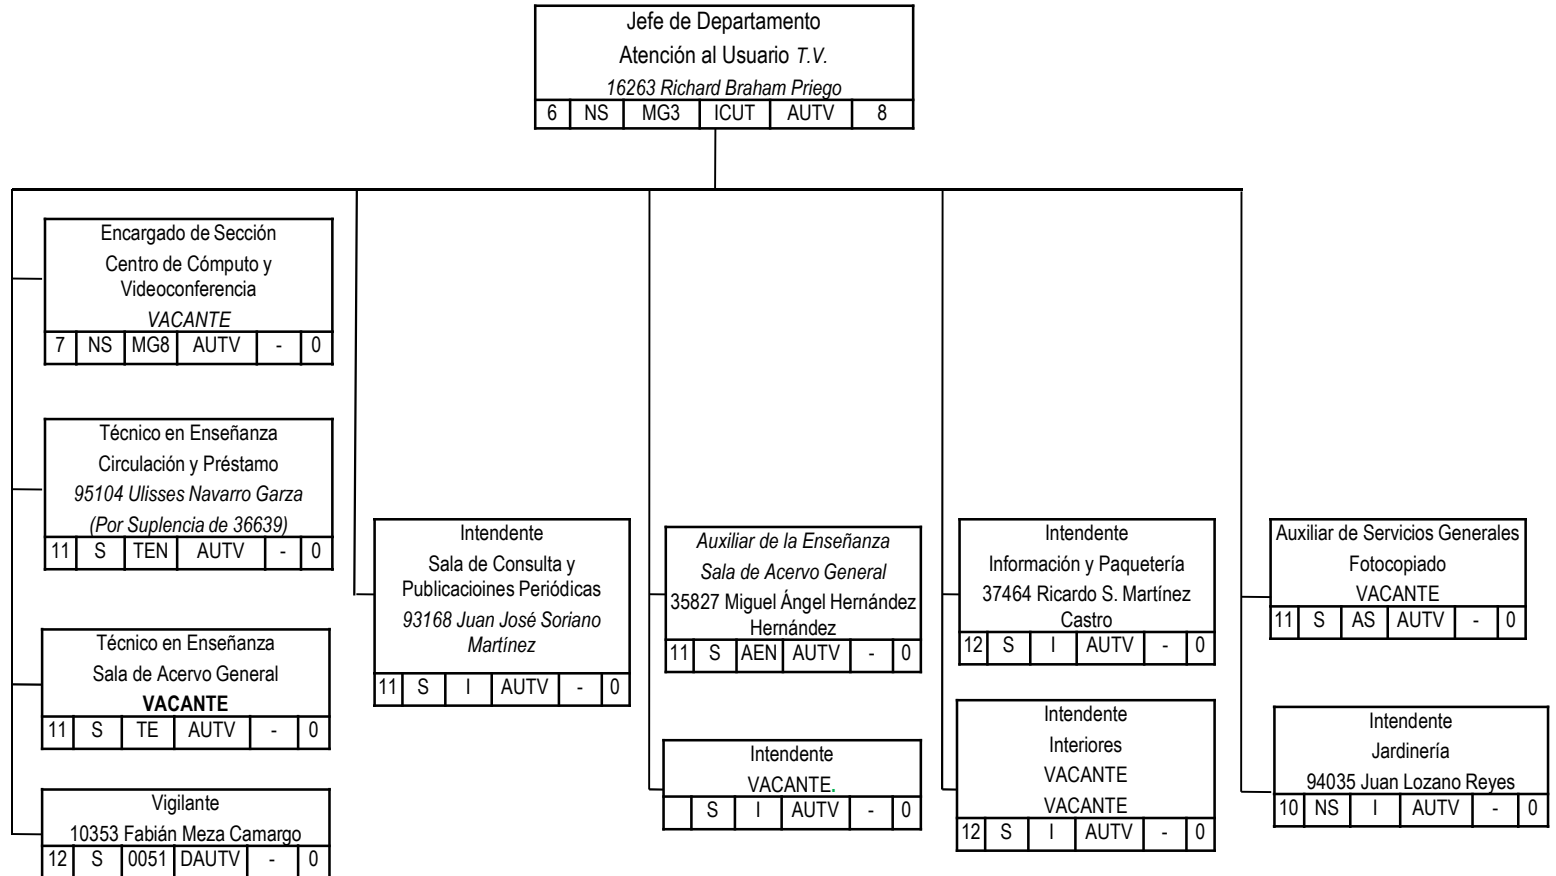 Jefe de Departamento
Atención al Usuario T.V.
16263 Richard Braham Priego
6 NS MG3 ICUT AUTV 8
Encargado de Sección
Centro de Cómputo y
Videoconferencia
VACANTE
7 NS MG8 AUTV - 0
Técnico en Enseñanza
Circulación y Préstamo
95104 Ulisses Navarro Garza
(Por Suplencia de 36639)
11 S TEN AUTV - 0
Técnico en Enseñanza
Sala de Acervo General
VACANTE
11 S TE AUTV - 0
Vigilante
10353 Fabián Meza Camargo
12 S 0051 DAUTV - 0
Intendente
Sala de Consulta y
Publicacioines Periódicas
93168 Juan José Soriano
Martínez
11 S I AUTV - 0
Auxiliar de la Enseñanza
Sala de Acervo General
35827 Miguel Ángel Hernández
Hernández
11 S AEN AUTV - 0
Intendente
VACANTE.
S I AUTV - 0
Intendente
Información y Paquetería
37464 Ricardo S. Martínez
Castro
12 S I AUTV - 0
Intendente
Interiores
VACANTE
VACANTE
12 S I AUTV - 0
Auxiliar de Servicios Generales
Fotocopiado
VACANTE
11 S AS AUTV - 0
Intendente
Jardinería
94035 Juan Lozano Reyes
10 NS I AUTV - 0